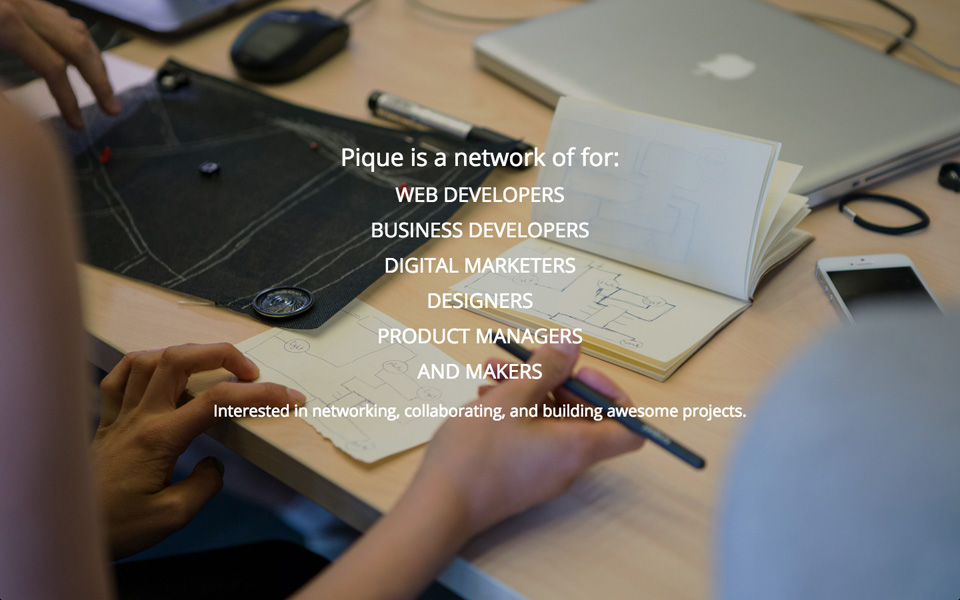 Pique is a network of for:
WEB DEVELOPERS
BUSINESS DEVELOPERS
DIGITAL MARKETERS
DESIGNERS
PRODUCT MANAGERS
AND MAKERS
Interested in networking, collaborating, and building awesome projects.